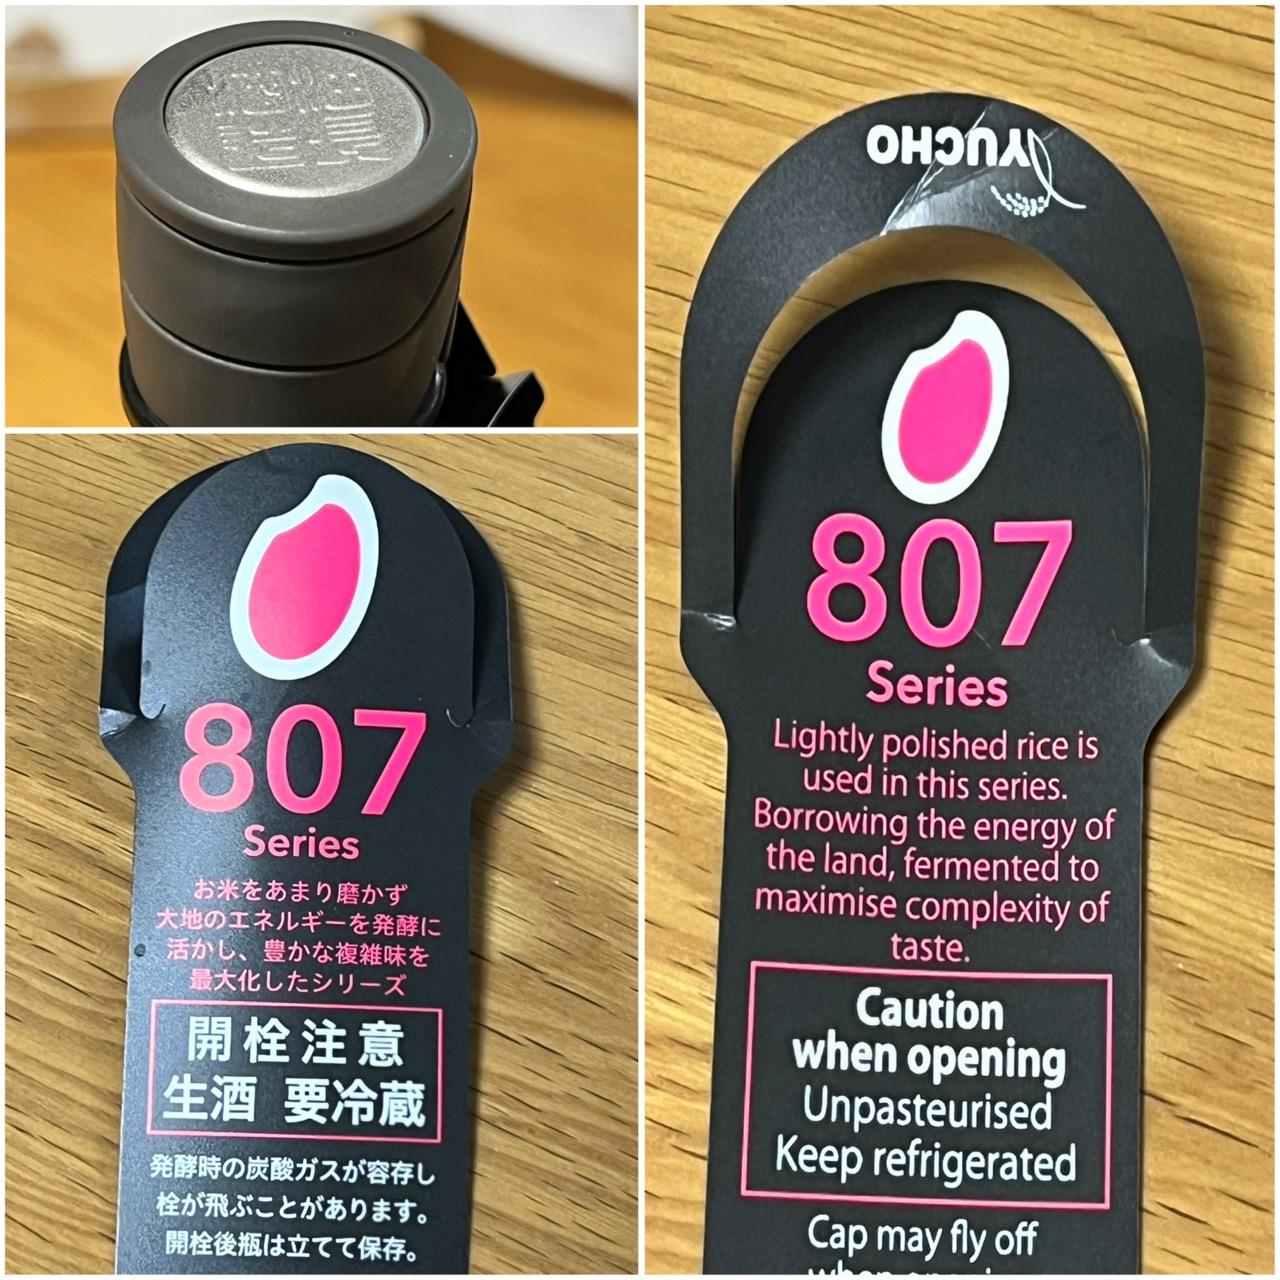 807
Series
お米をあまり磨かず
大地のエネルギーを発酵に
活かし、豊かな複雑味を
最大化したシリーズ
開栓注意
生酒 要冷蔵
発酵時の炭酸ガスが容存し
栓が飛ぶことがあります。
開栓後瓶は立てて保存。
YUCHO
807
Series
Lightly polished rice is
used in this series.
Borrowing the energy of
the land, fermented to
maximise complexity of
taste.
Caution
when opening
Unpasteurised
Keep refrigerated
Cap may fly off
when opening